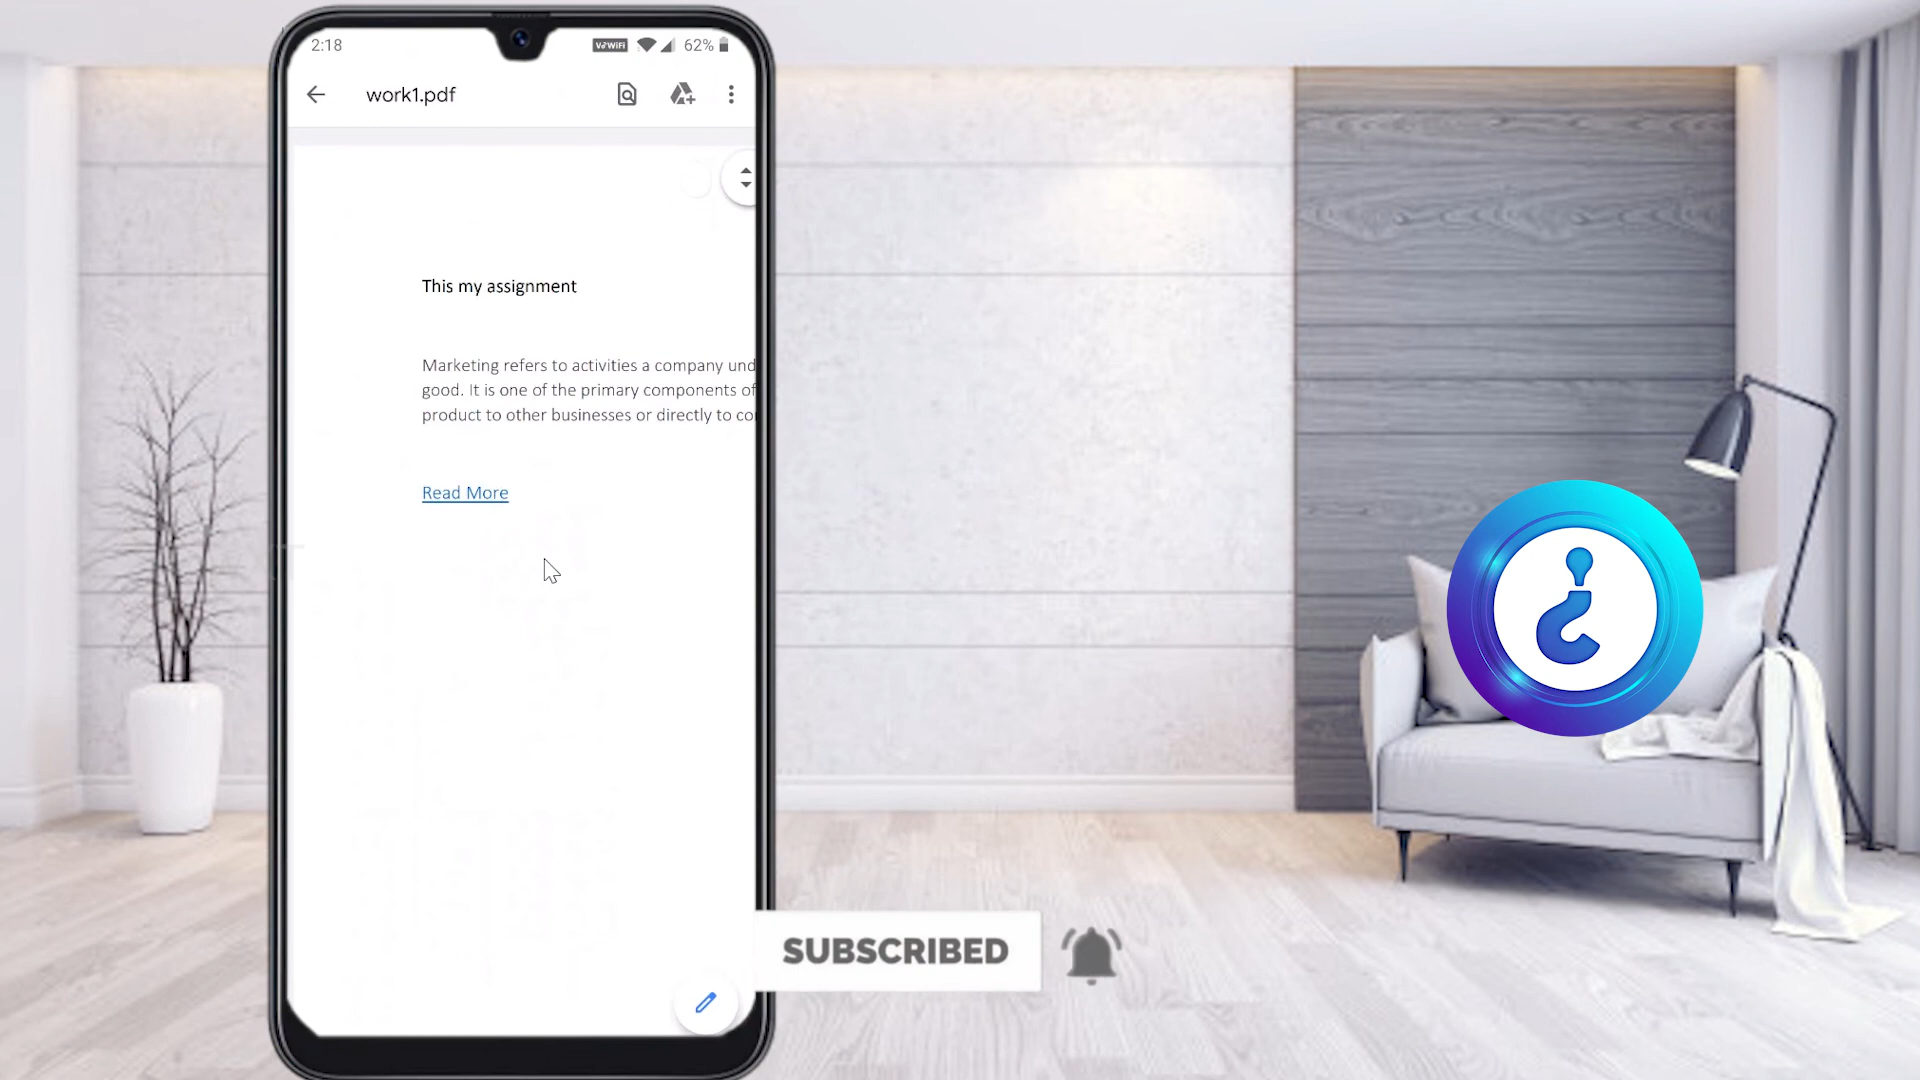 2:18
VoWiFi
62%
work1.pdf
This my assignment
Marketing refers to activities a company und
good. It is one of the primary components of
product to other businesses or directly to co
Read More
SUBSCRIBED